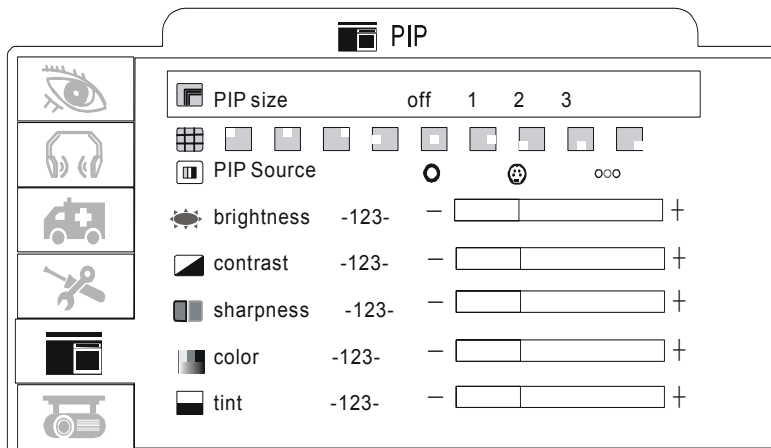 PIP
PIP size off 1 2 3
PIP Source
brightness -123- − +
contrast -123- − +
sharpness -123- − +
color -123- − +
tint -123- − +